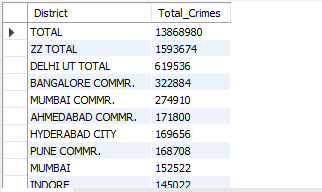 District Total_Crimes
TOTAL 13868980
ZZ TOTAL 1593674
DELHI UT TOTAL 619536
BANGALORE COMMR. 322884
MUMBAI COMMR. 274910
AHMEDABAD COMMR. 171800
HYDERABAD CITY 169656
PUNE COMMR. 168708
MUMBAI 152522
INDORE 145022